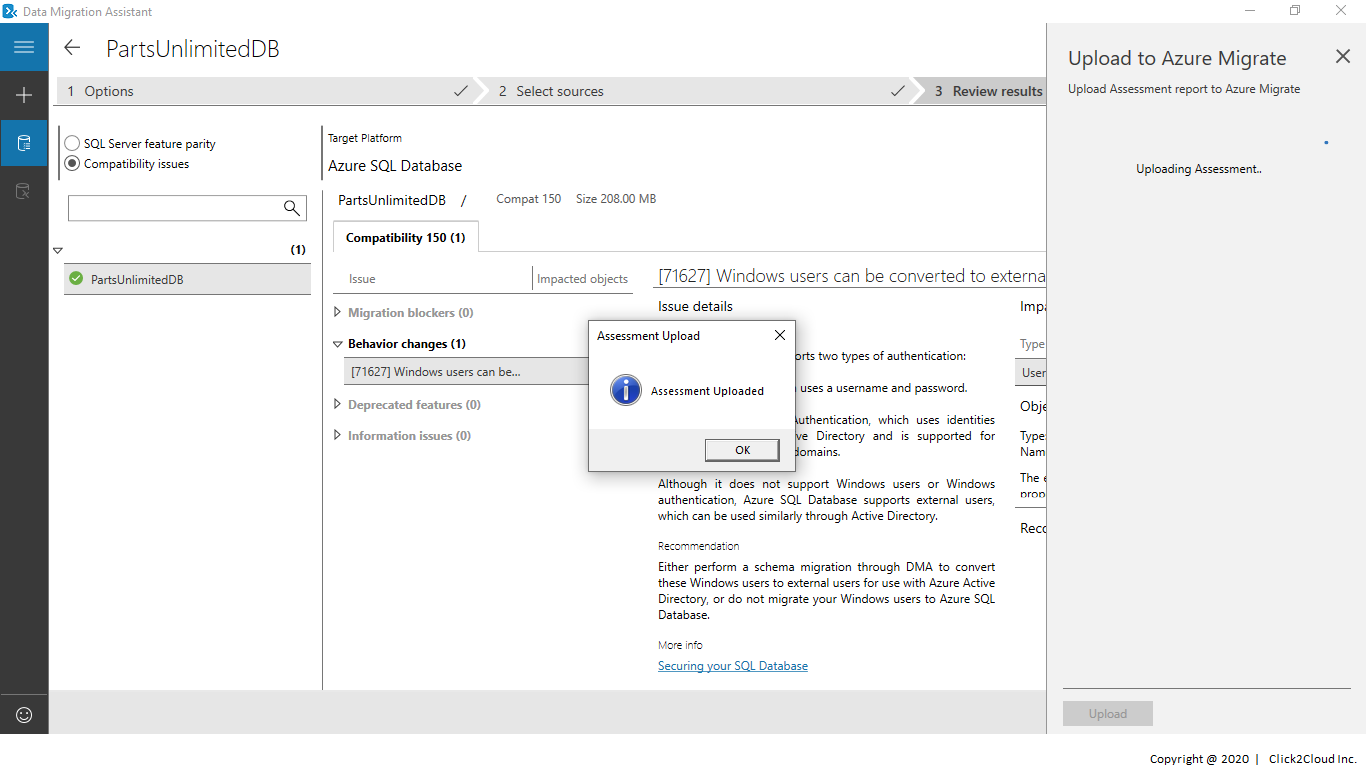 Data Migration Assistant
PartsUnlimitedDB
1 Options
2 Select sources
3 Review results
SQL Server feature parity
Compatibility issues
(1)
PartsUnlimitedDB
Target Platform
Azure SQL Database
PartsUnlimitedDB / Compat 150 Size 208.00 MB
Compatibility 150 (1)
Issue Impacted objects
Migration blockers (0)
Behavior changes (1)
[71627] Windows users can be...
Deprecated features (0)
Information issues (0)
[71627] Windows users can be converted to externa
Issue details
orts two types of authentication:
uses a username and password.
uthentication, which uses identities
ve Directory and is supported for
domains.
Although it does not support Windows users or Windows
authentication, Azure SQL Database supports external users,
which can be used similarly through Active Directory.
Recommendation
Either perform a schema migration through DMA to convert
these Windows users to external users for use with Azure Active
Directory, or do not migrate your Windows users to Azure SQL
Database.
More info
Securing your SQL Database
Impa
Type
User
Obje
Type:
Nam
The e
prop
Reco
Assessment Upload
Assessment Uploaded
OK
Upload to Azure Migrate
Upload Assessment report to Azure Migrate
Uploading Assessment..
Upload
Copyright @ 2020 | Click2Cloud Inc.